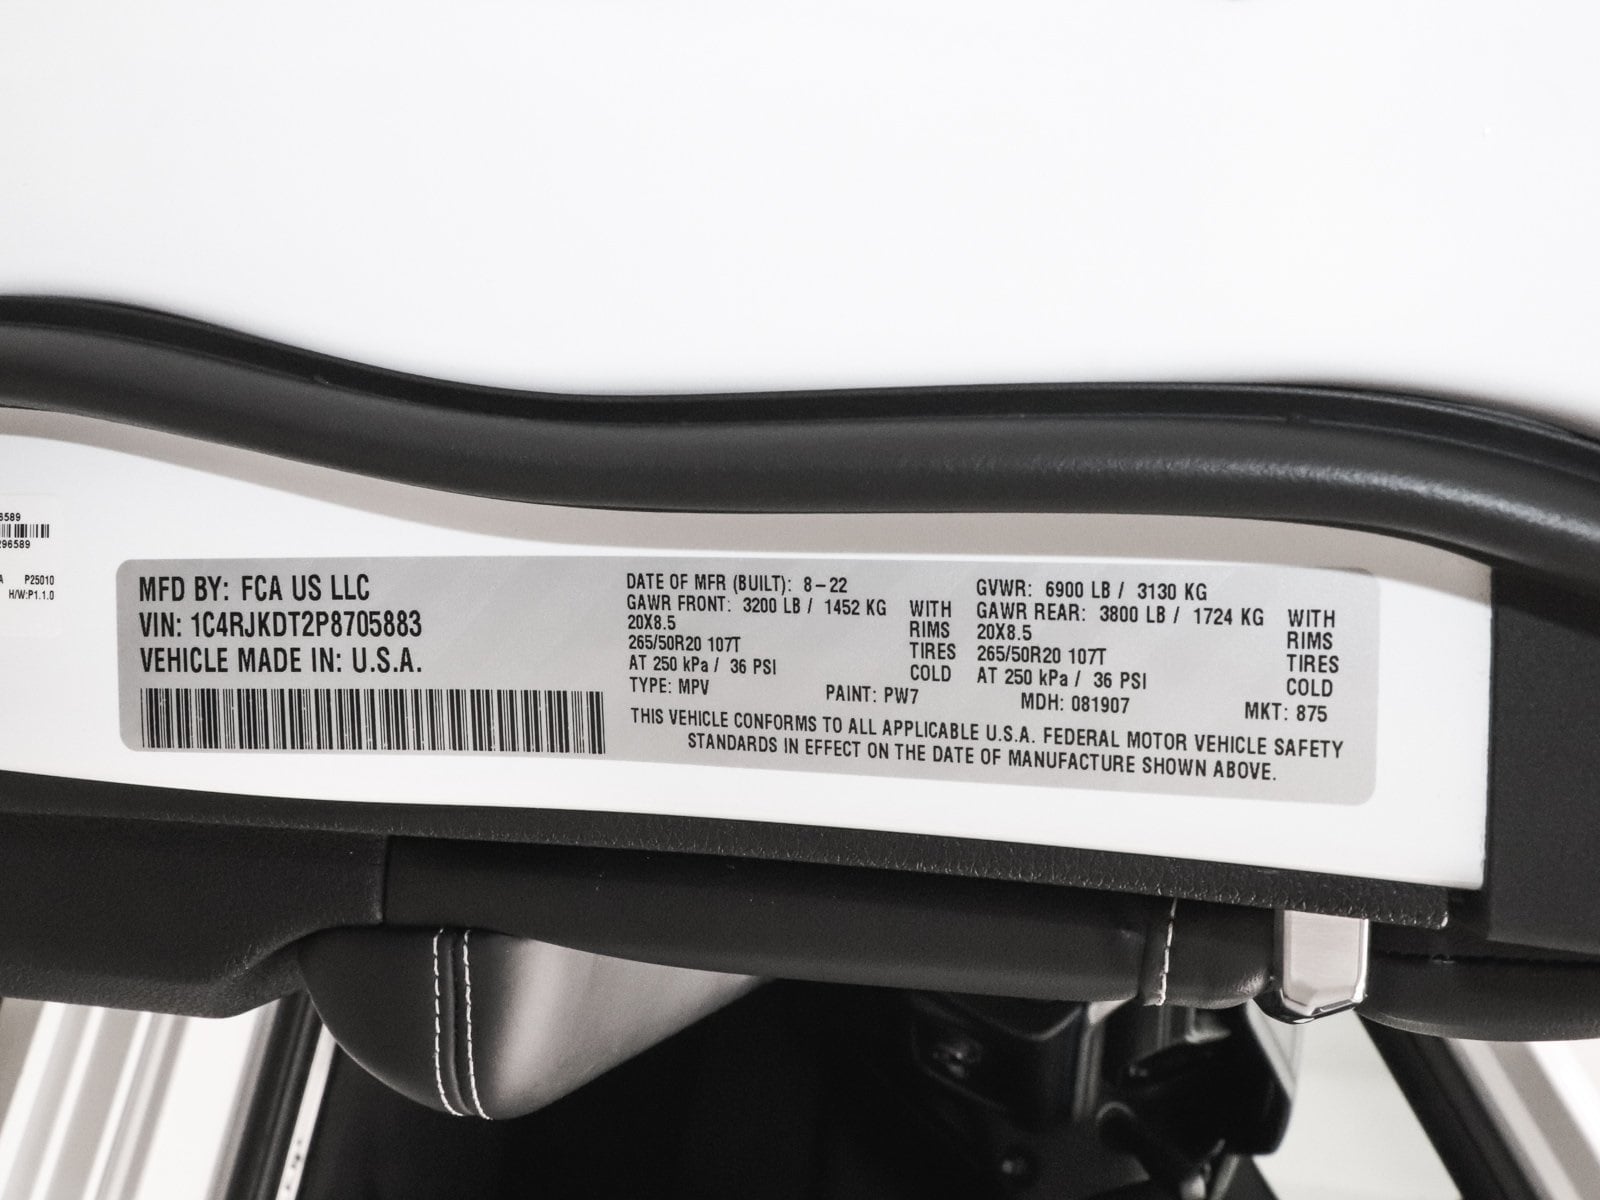 6589
296589
A P25010
H/W:P1.1.0
MFD BY: FCA US LLC
VIN: 1C4RJKDT2P8705883
VEHICLE MADE IN: U.S.A.
DATE OF MFR (BUILT): 8-22 GVWR: 6900 LB / 3130 KG
GAWR FRONT: 3200 LB / 1452 KG WITH GAWR REAR: 3800 LB / 1724 KG WITH
20X8.5 RIMS 20X8.5 RIMS
265/50R20 107T TIRES 265/50R20 107T TIRES
AT 250 kPa / 36 PSI COLD AT 250 kPa / 36 PSI COLD
TYPE: MPV PAINT: PW7 MDH: 081907 MKT: 875
THIS VEHICLE CONFORMS TO ALL APPLICABLE U.S.A. FEDERAL MOTOR VEHICLE SAFETY
STANDARDS IN EFFECT ON THE DATE OF MANUFACTURE SHOWN ABOVE.